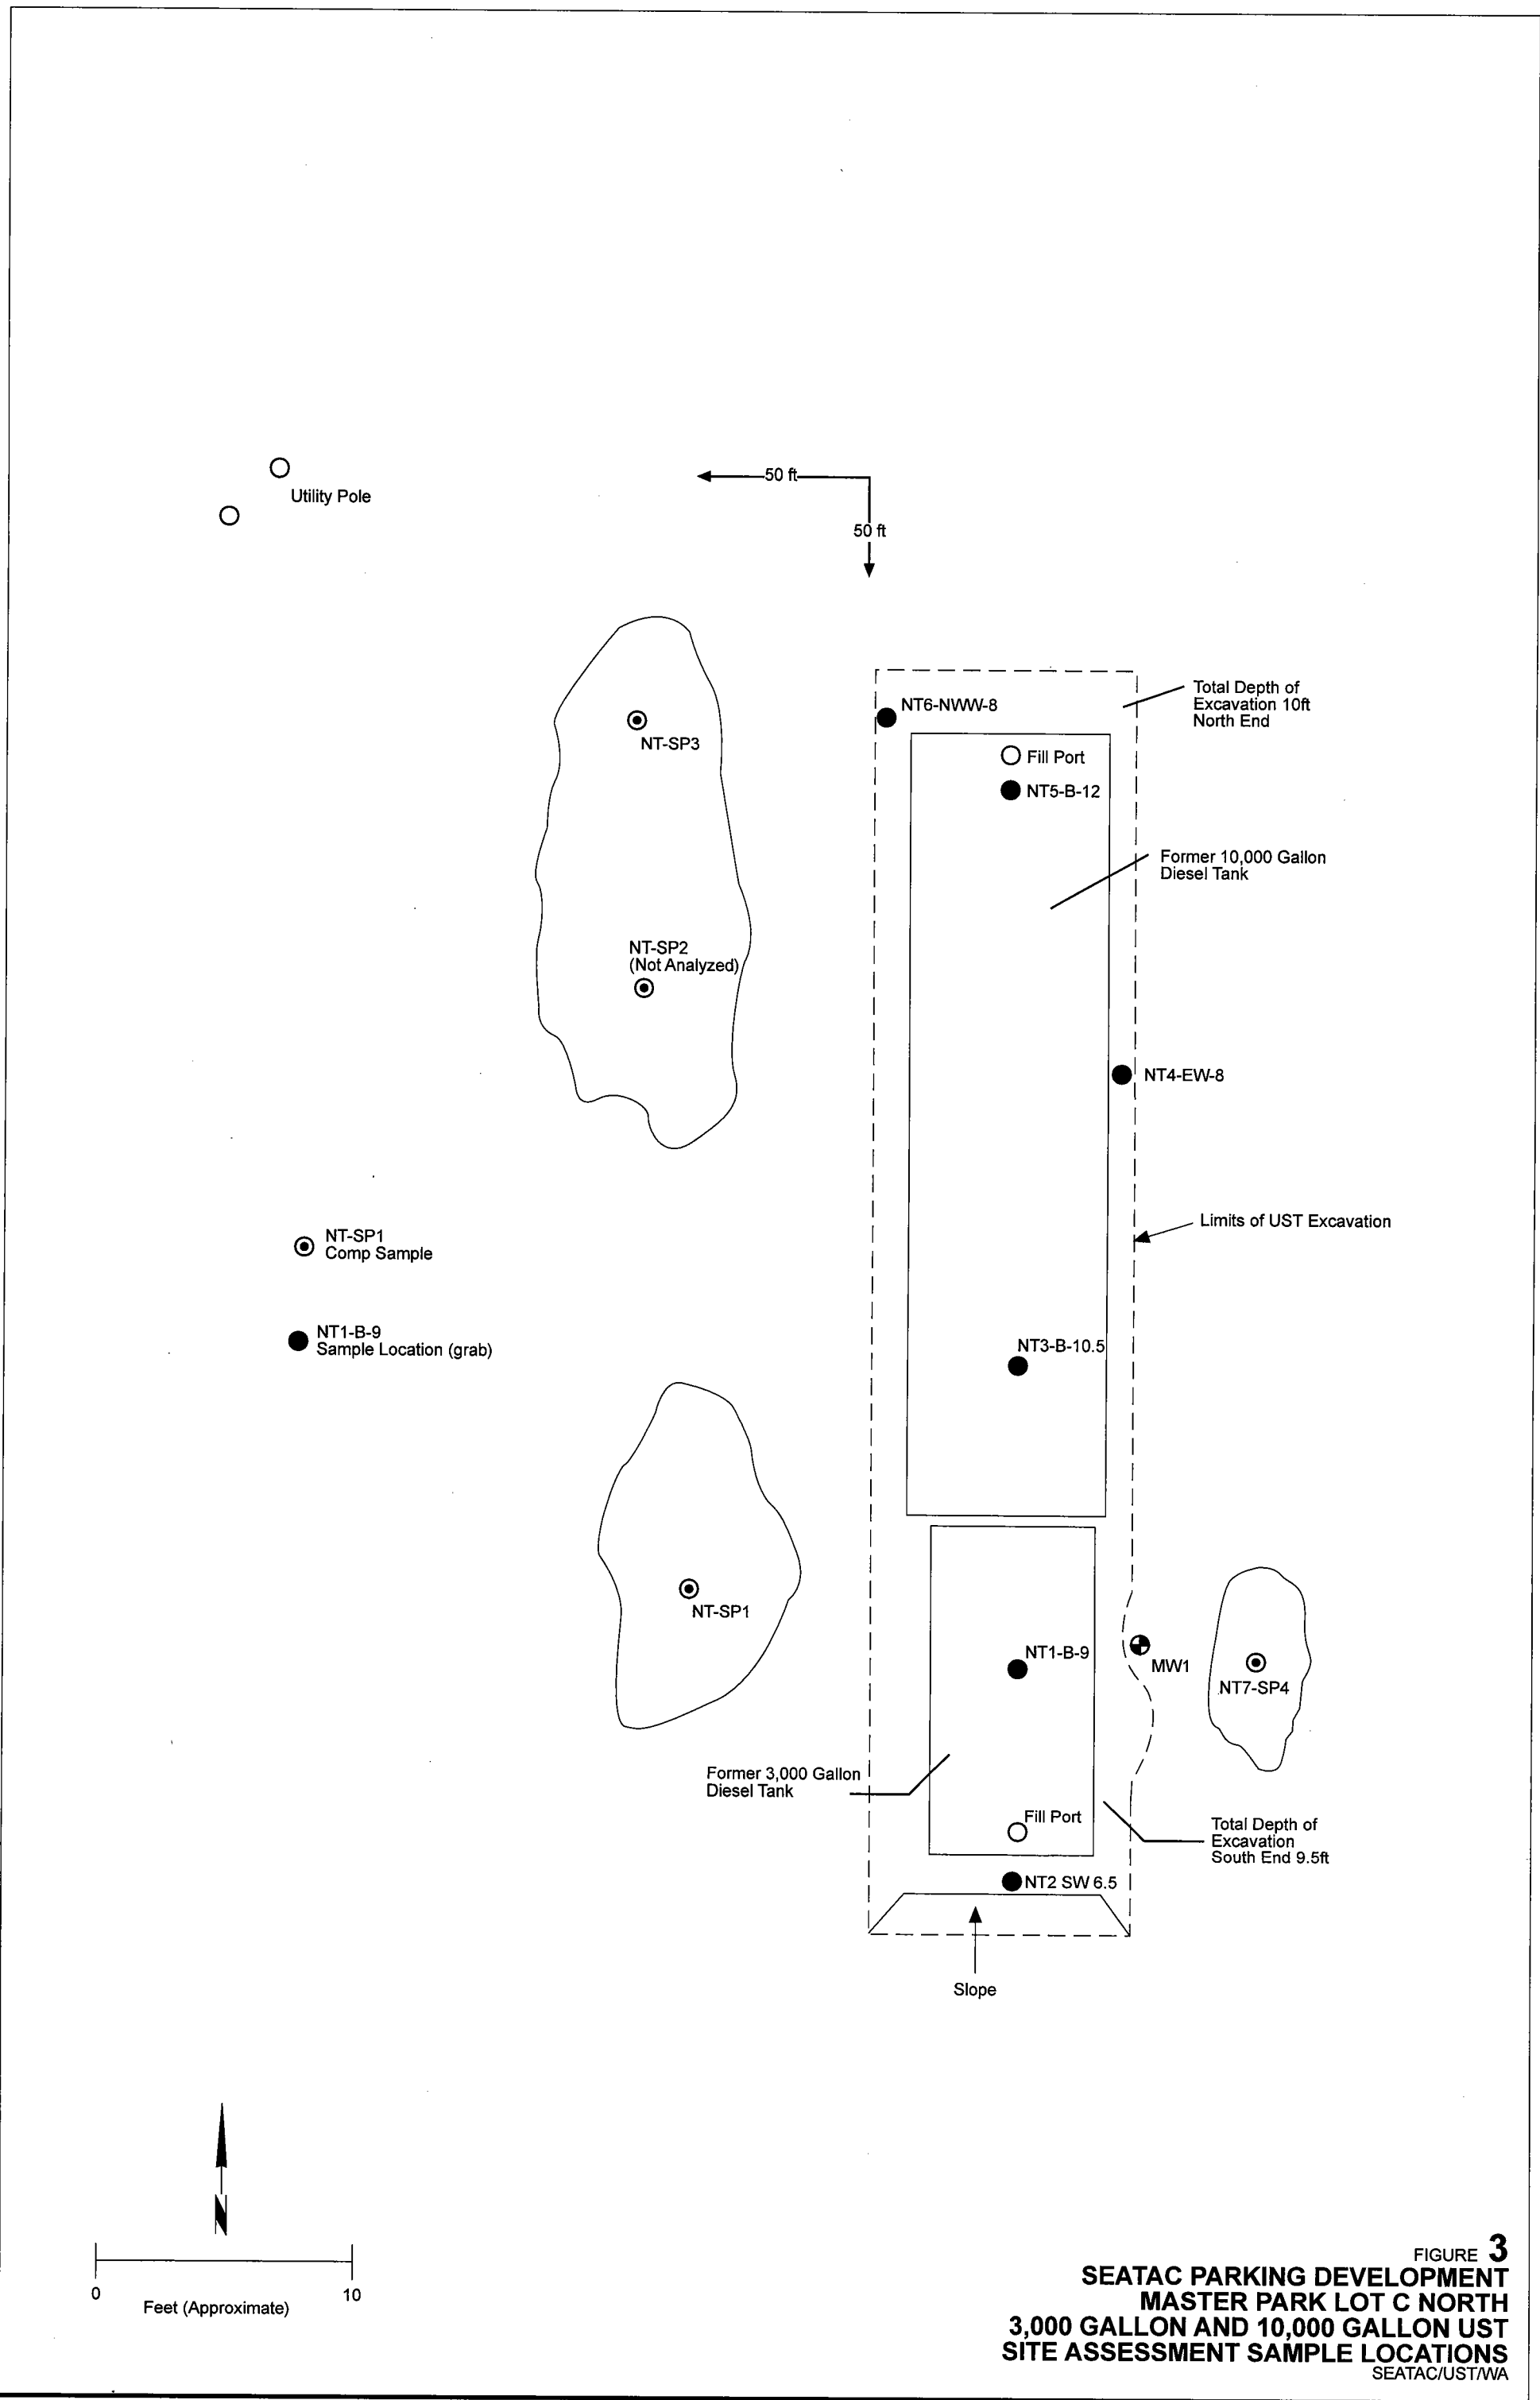 Utility Pole
50 ft
50 ft
NT6-NWW-8
Total Depth of
Excavation 10ft
North End
NT-SP3
Fill Port
NT5-B-12
Former 10,000 Gallon
Diesel Tank
NT-SP2
(Not Analyzed)
NT4-EW-8
Limits of UST Excavation
NT-SP1
Comp Sample
NT1-B-9
Sample Location (grab)
NT3-B-10.5
NT-SP1
NT1-B-9
MW1
NT7-SP4
Former 3,000 Gallon
Diesel Tank
Fill Port
Total Depth of
Excavation
South End 9.5ft
NT2 SW 6.5
Slope
N
0
10
Feet (Approximate)
FIGURE 3
SEATAC PARKING DEVELOPMENT
MASTER PARK LOT C NORTH
3,000 GALLON AND 10,000 GALLON UST
SITE ASSESSMENT SAMPLE LOCATIONS
SEATAC/UST/WA